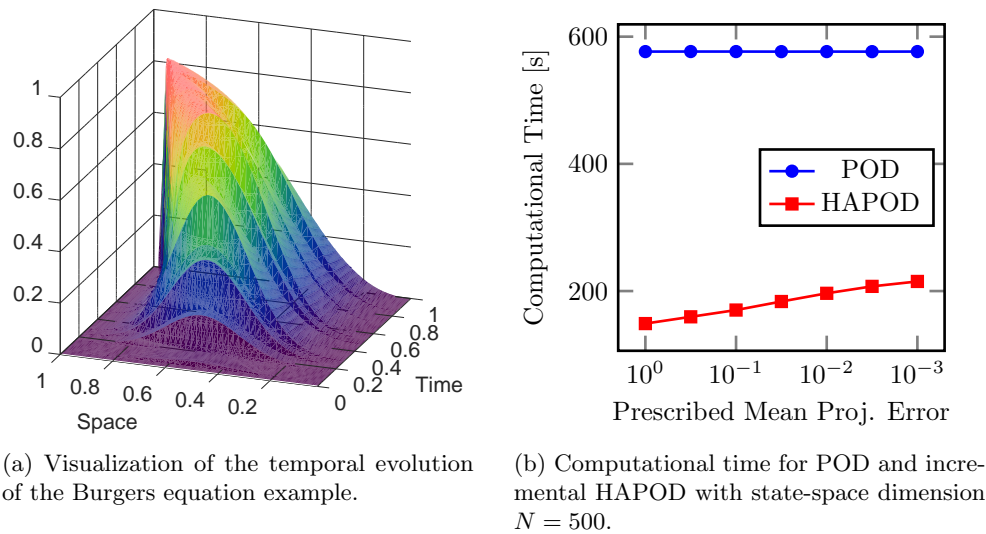 1
0.8
0.6
0.4
0.2
0
1
0.8
0.6
0.4
0.2
Space
0
0.2
0.4
0.6
0.8
1
Time
600
400
200
Computational Time [s]
POD
HAPOD
10^0
10^-1
10^-2
10^-3
Prescribed Mean Proj. Error
(a) Visualization of the temporal evolution
of the Burgers equation example.
(b) Computational time for POD and incre-
mental HAPOD with state-space dimension
N = 500.